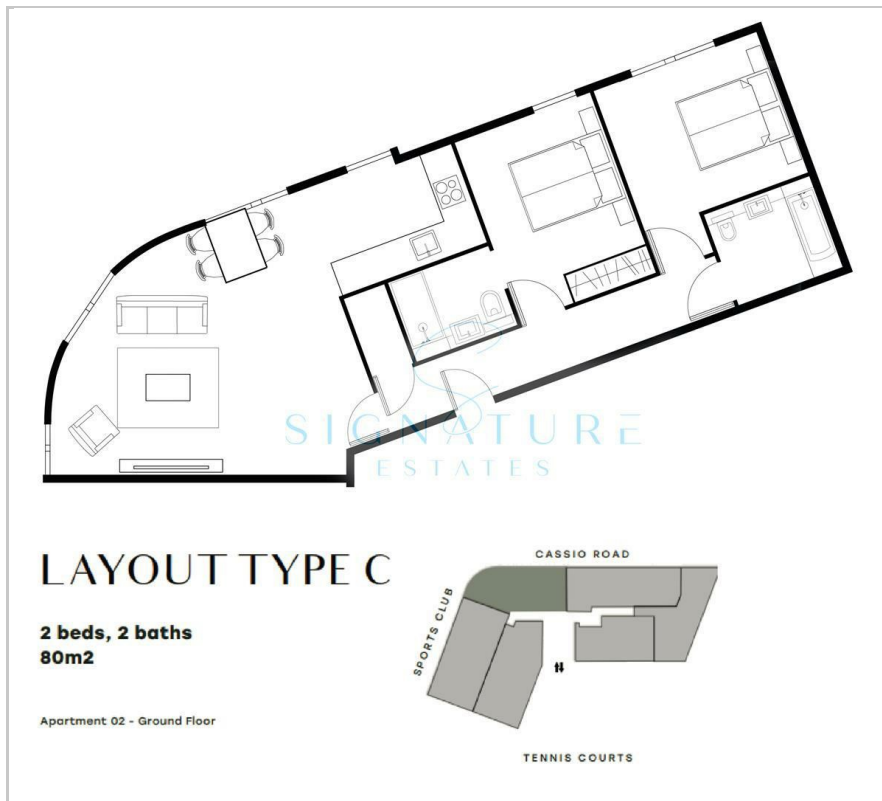 SIGNATURE
ESTATES
LAYOUT TYPE C
2 beds, 2 baths
80m2
Apartment 02 - Ground Floor
CASSIO ROAD
SPORTS CLUB
TENNIS COURTS